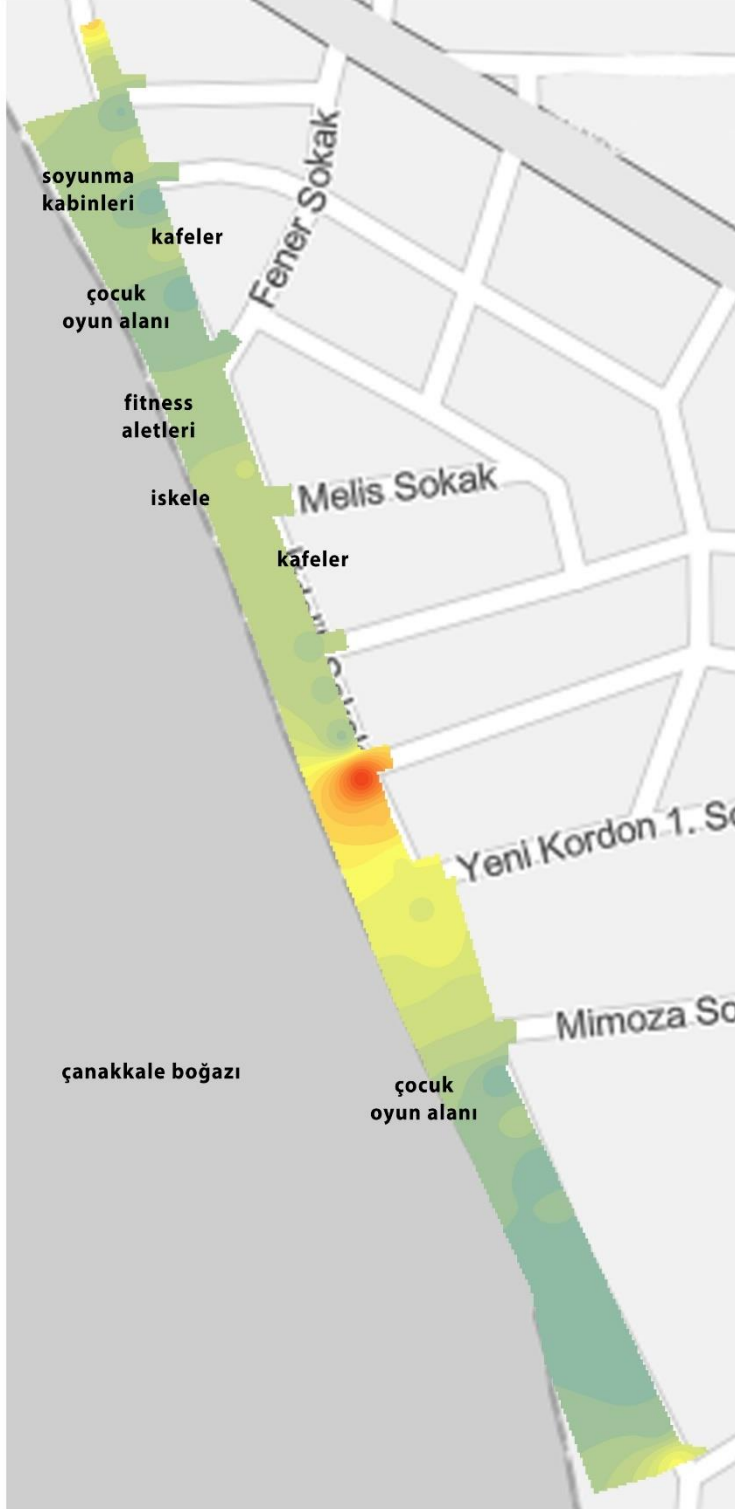 Fener Sokak
soyunma
kabinleri
kafeler
çocuk
oyun alanı
fitness
aletleri
Melis Sokak
iskele
kafeler
Yeni Kordon 1. So
Mimoza So
çanakkale boğazı
çocuk
oyun alanı